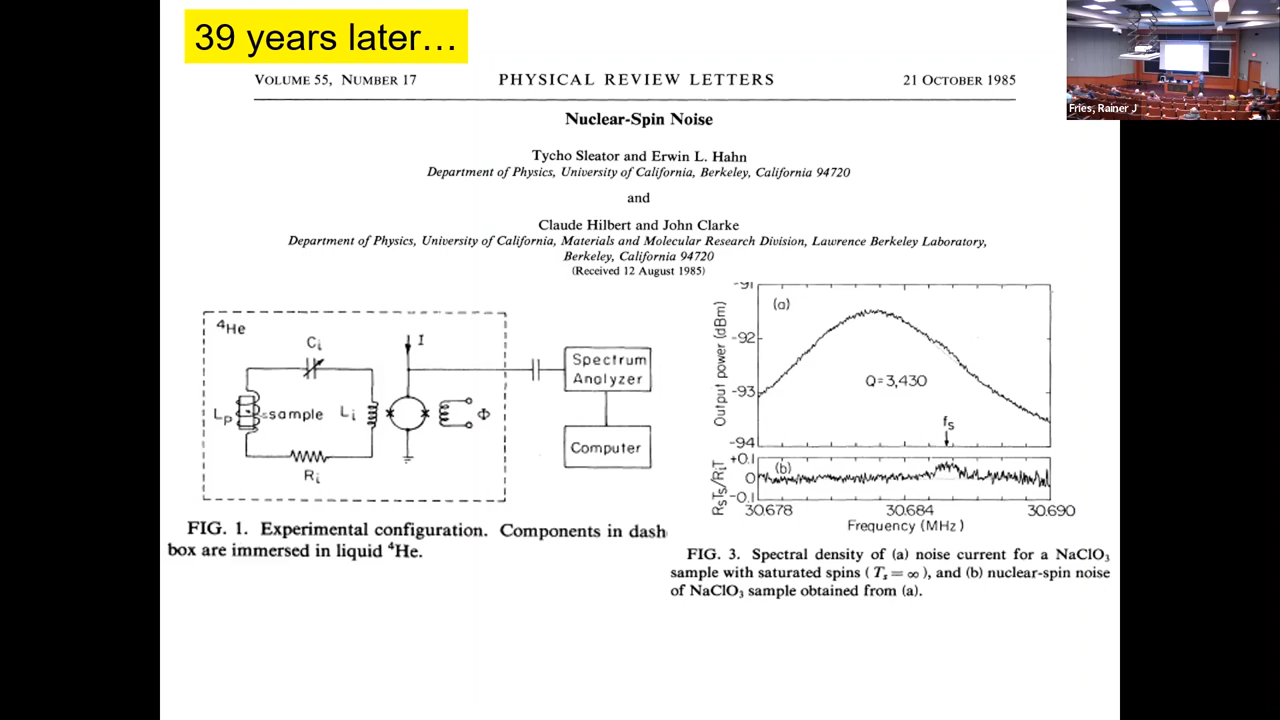 39 years later…
VOLUME 55, NUMBER 17
PHYSICAL REVIEW LETTERS
21 OCTOBER 1985
Nuclear-Spin Noise
Tycho Sleator and Erwin L. Hahn
Department of Physics, University of California, Berkeley, California 94720
and
Claude Hilbert and John Clarke
Department of Physics, University of California, Materials and Molecular Research Division, Lawrence Berkeley Laboratory,
Berkeley, California 94720
(Received 12 August 1985)
⁴He
Cᵢ
I
Lₚ
sample
Lᵢ
Φ
Rᵢ
Spectrum
Analyzer
Computer
FIG. 1. Experimental configuration. Components in dash
box are immersed in liquid ⁴He.
Output power (dBm)
-91
-92
-93
-94
(a)
Q=3,430
fₛ
RₛTₛ/RᵢT
+0.1
0
-0.1
(b)
30.678
30.684
30.690
Frequency (MHz)
FIG. 3. Spectral density of (a) noise current for a NaClO₃
sample with saturated spins (Tₛ = ∞), and (b) nuclear-spin noise
of NaClO₃ sample obtained from (a).
Fries, Rainer J